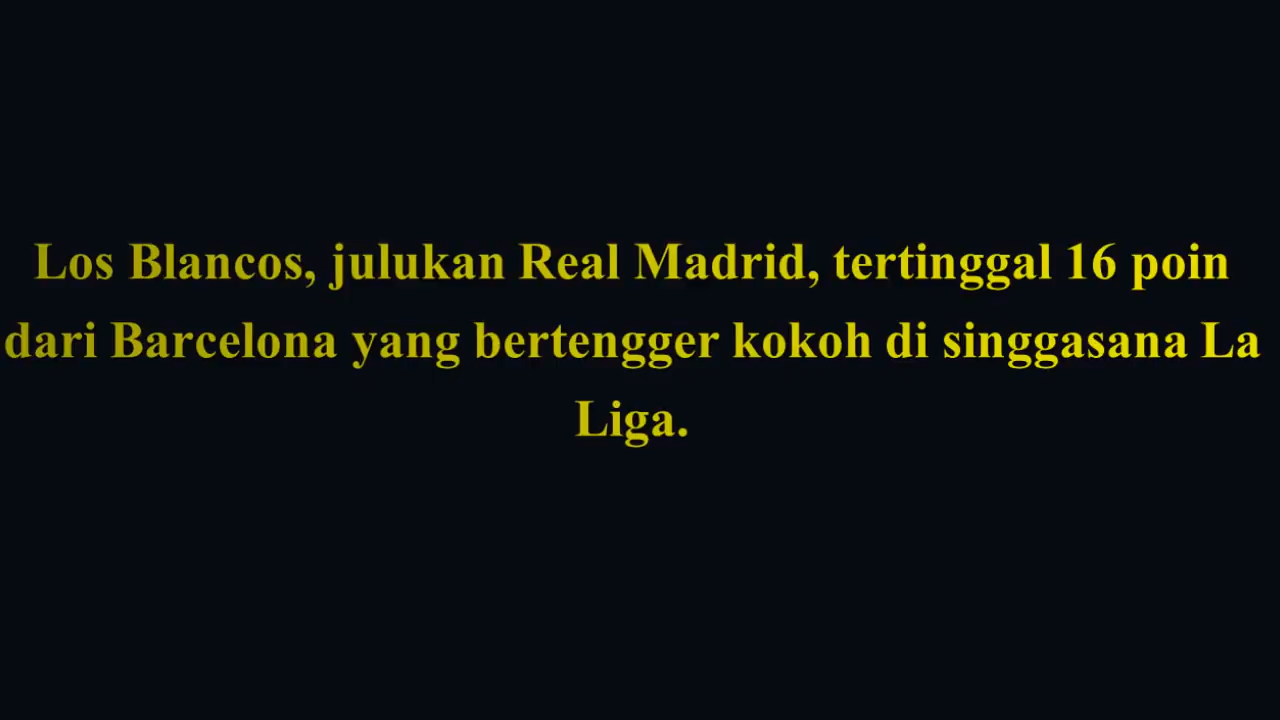 Los Blancos, julukan Real Madrid, tertinggal 16 poin
dari Barcelona yang bertengger kokoh di singgasana La
Liga.